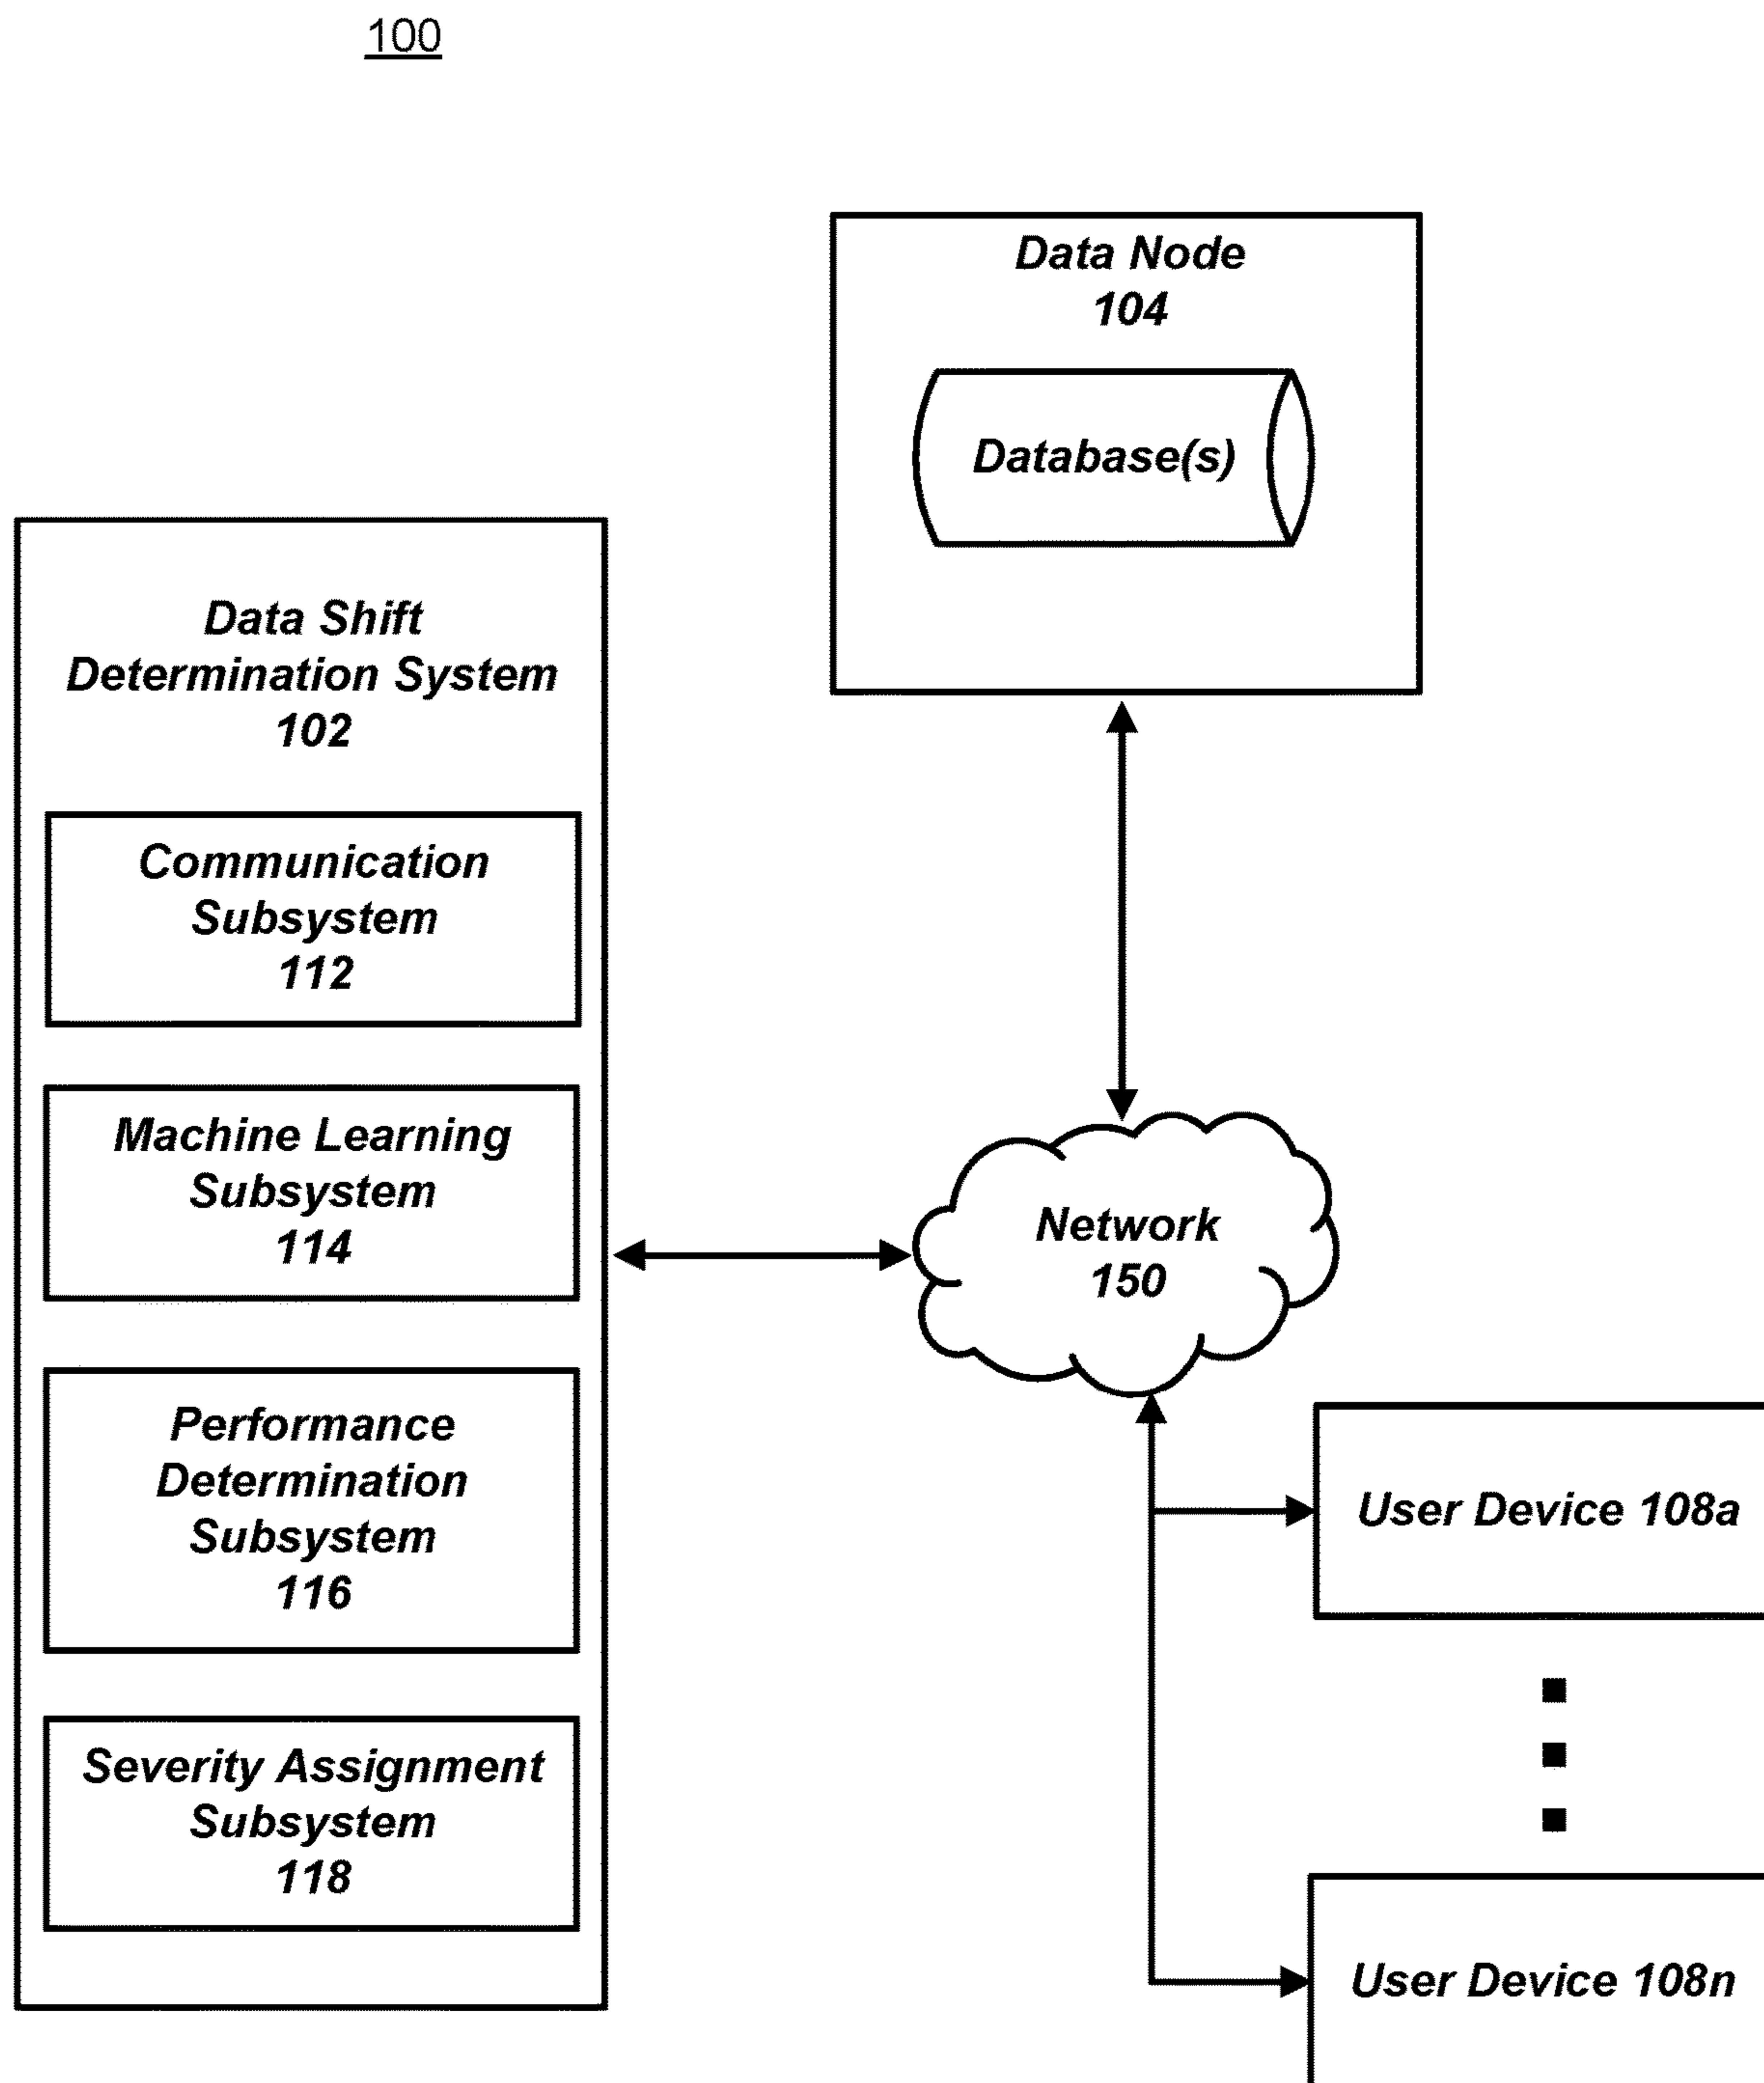 100
Data Node
104
Database(s)
Data Shift
Determination System
102
Communication
Subsystem
112
Machine Learning
Subsystem
114
Performance
Determination
Subsystem
116
Severity Assignment
Subsystem
118
Network
150
User Device 108a
User Device 108n